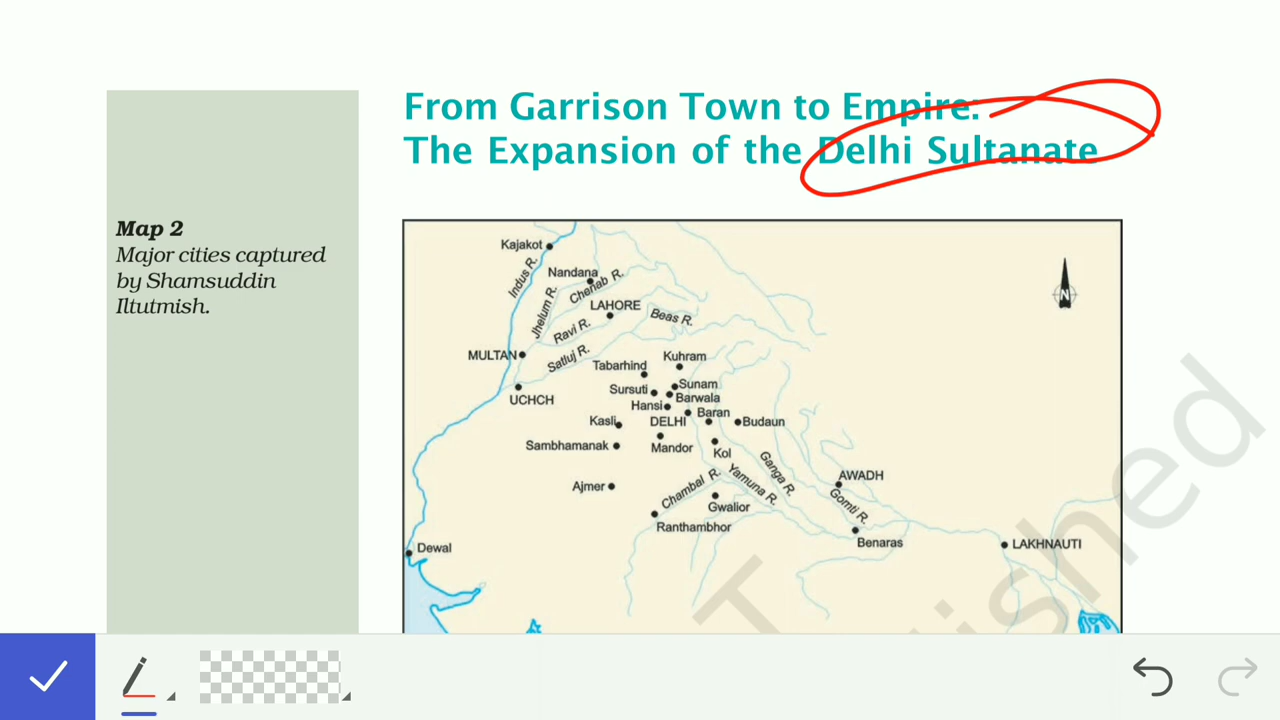 From Garrison Town to Empire:
The Expansion of the Delhi Sultanate
Map 2
Major cities captured
by Shamsuddin
Iltutmish.
Kajakot
Indus R.
Nandana
Chenab R.
Jhelum R.
LAHORE
Beas R.
Ravi R.
MULTAN
Satluj R.
Kuhram
Tabarhind
Sunam
Sursuti
Barwala
UCHCH
Hansi
Baran
Kasli
DELHI
Budaun
Sambhamanak
Mandor
Kol
Ganga R.
Yamuna R.
AWADH
Ajmer
Chambal R.
Gomti R.
Gwalior
Ranthambhor
Benaras
LAKHNAUTI
Dewal
N